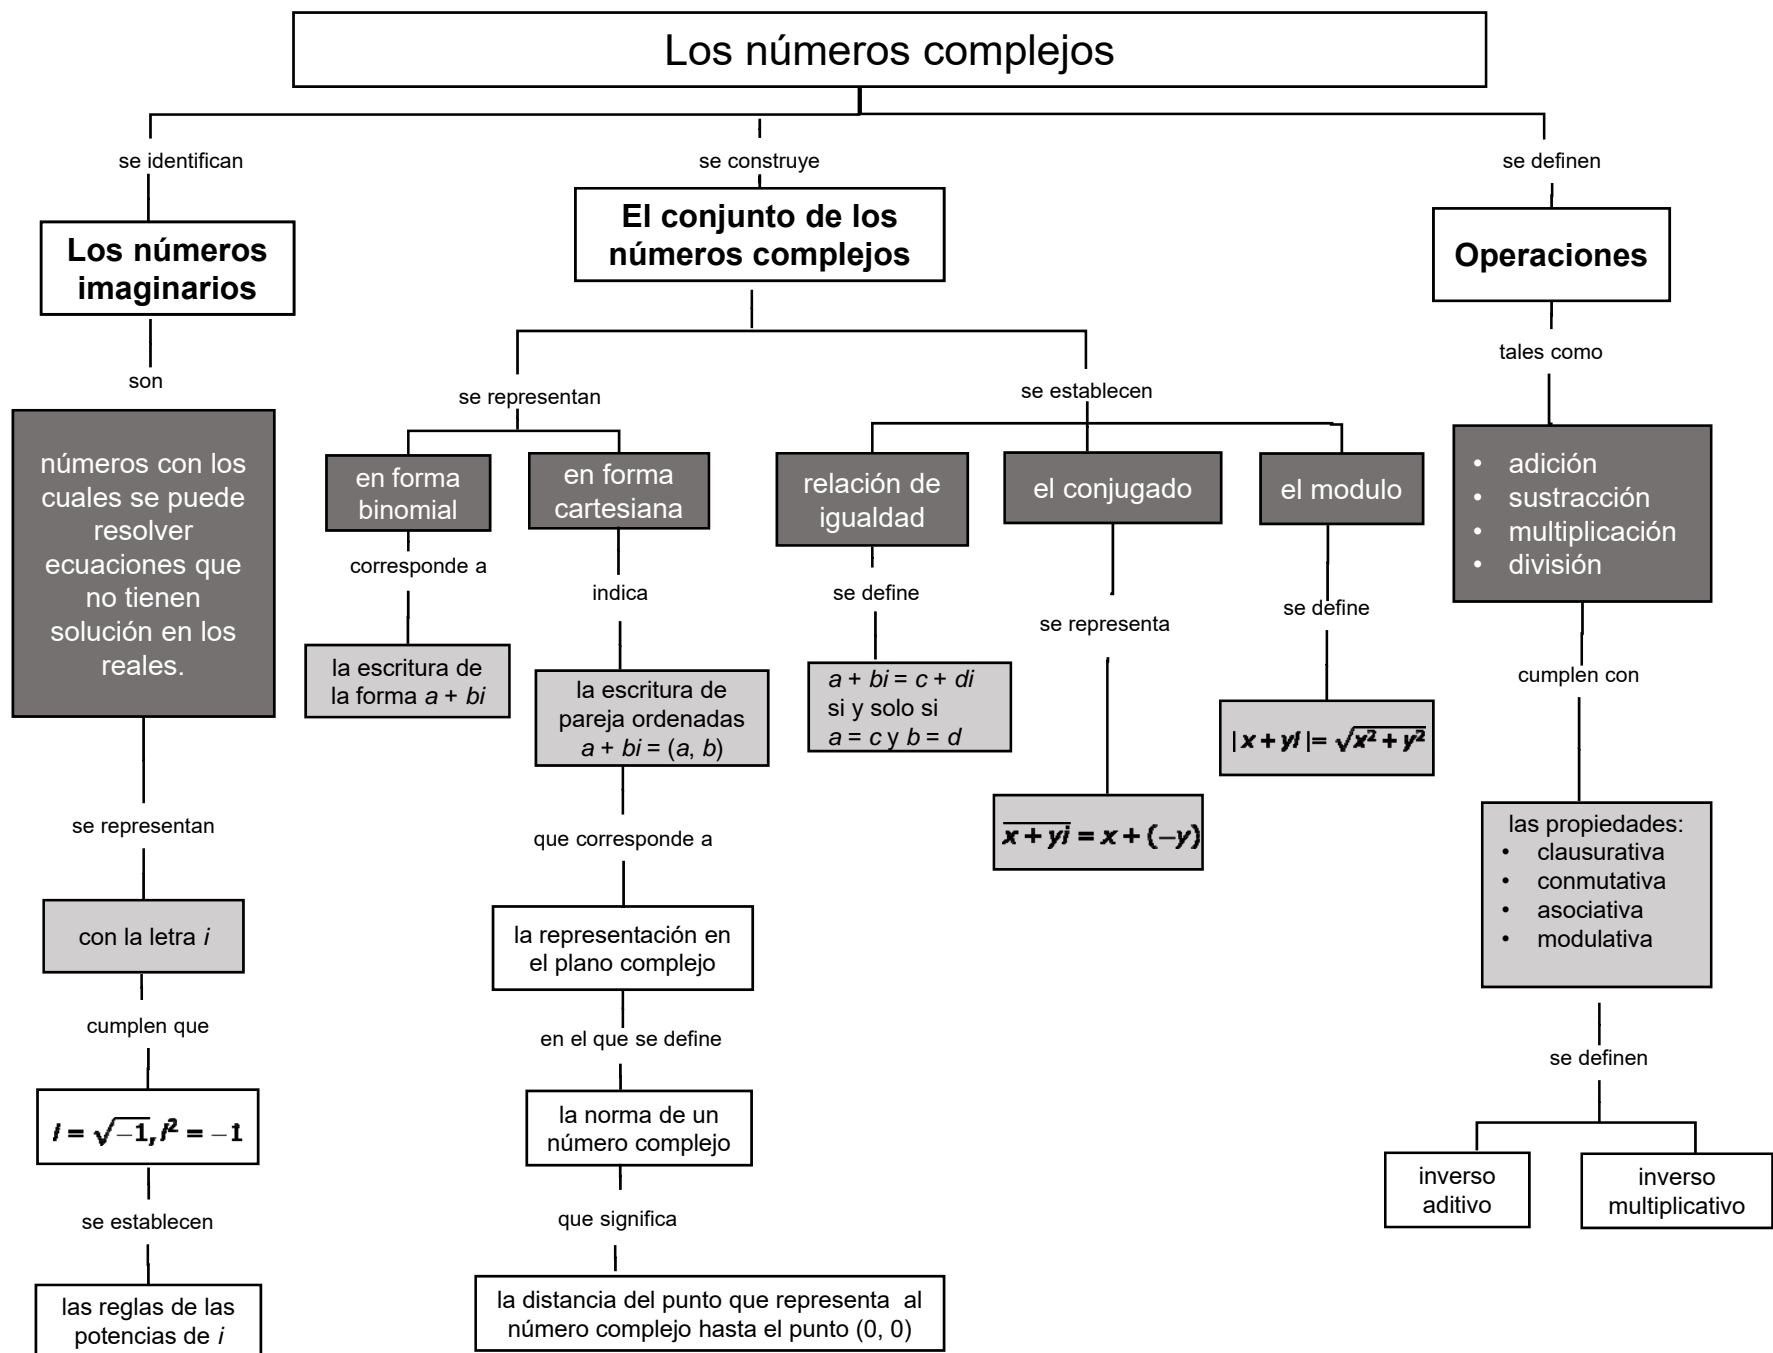 Los números complejos
se identifican
se construye
se definen
Los números
imaginarios
El conjunto de los
números complejos
Operaciones
son
números con los
cuales se puede
resolver
ecuaciones que
no tienen
solución en los
reales.
se representan
con la letra i
cumplen que
i = √−1, i² = −1
se establecen
las reglas de las
potencias de i
se representan
en forma
binomial
corresponde a
la escritura de
la forma a + bi
en forma
cartesiana
indica
la escritura de
pareja ordenadas
a + bi = (a, b)
que corresponde a
la representación en
el plano complejo
en el que se define
la norma de un
número complejo
que significa
la distancia del punto que representa al
número complejo hasta el punto (0, 0)
se establecen
relación de
igualdad
se define
a + bi = c + di
si y solo si
a = c y b = d
el conjugado
se representa
x + yi = x + (−y)
el modulo
se define
| x + yi |= √x² + y²
tales como
• adición
• sustracción
• multiplicación
• división
cumplen con
las propiedades:
• clausurativa
• conmutativa
• asociativa
• modulativa
se definen
inverso
aditivo
inverso
multiplicativo